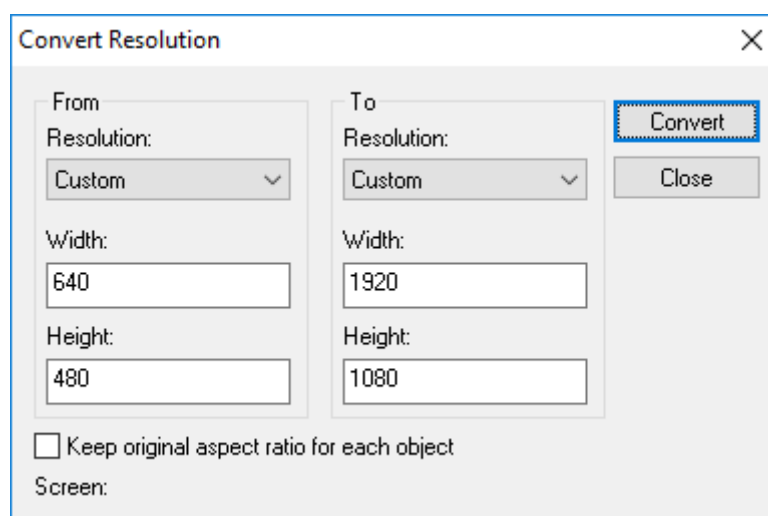 Convert Resolution
From
Resolution:
Custom
Width:
640
Height:
480
To
Resolution:
Custom
Width:
1920
Height:
1080
Convert
Close
Keep original aspect ratio for each object
Screen: